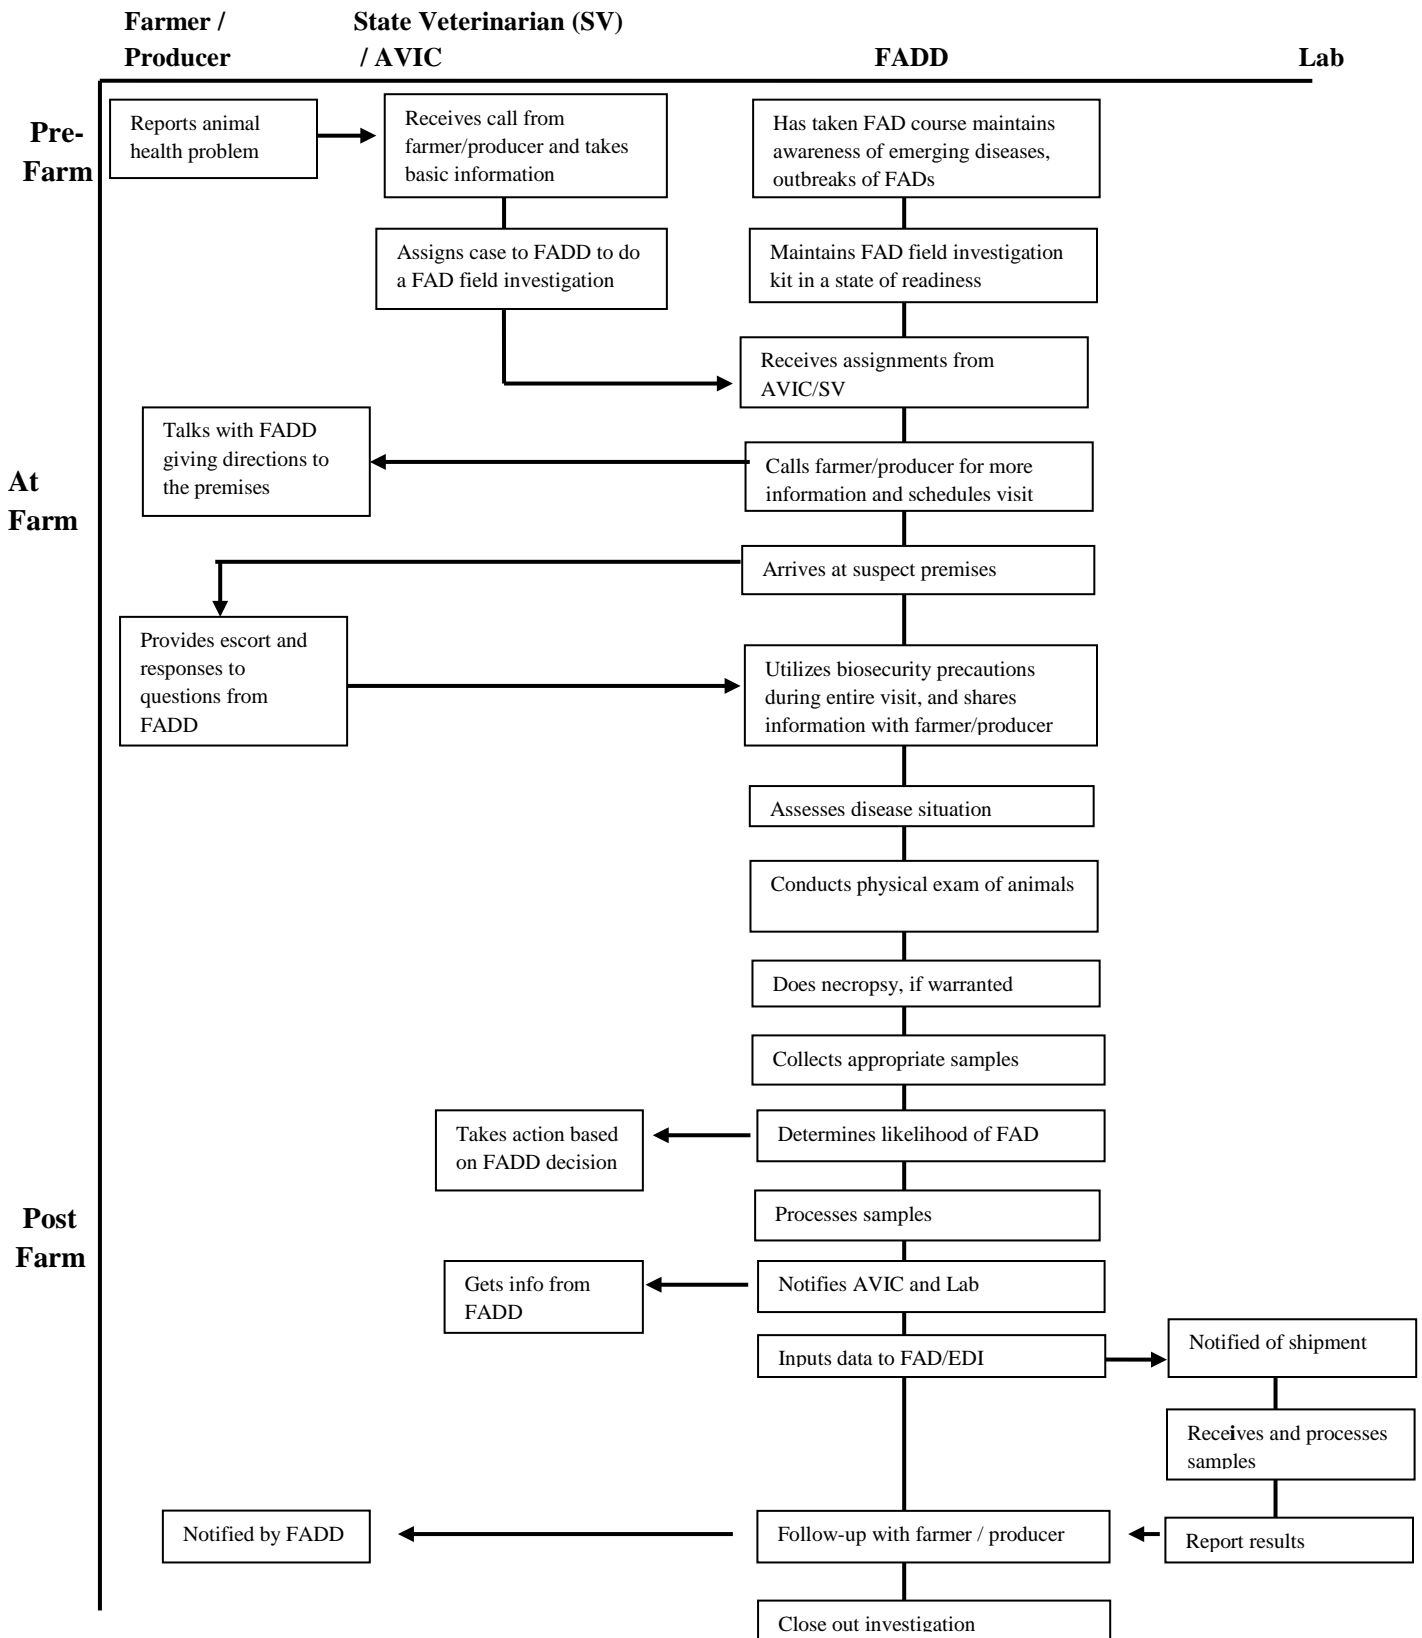 Farmer /
Producer
State Veterinarian (SV)
/ AVIC
FADD
Lab
Pre-
Farm
Reports animal
health problem
Receives call from
farmer/producer and takes
basic information
Has taken FAD course maintains
awareness of emerging diseases,
outbreaks of FADs
Assigns case to FADD to do
a FAD field investigation
Maintains FAD field investigation
kit in a state of readiness
Receives assignments from
AVIC/SV
At
Farm
Talks with FADD
giving directions to
the premises
Calls farmer/producer for more
information and schedules visit
Arrives at suspect premises
Provides escort and
responses to
questions from
FADD
Utilizes biosecurity precautions
during entire visit, and shares
information with farmer/producer
Assesses disease situation
Conducts physical exam of animals
Does necropsy, if warranted
Collects appropriate samples
Takes action based
on FADD decision
Determines likelihood of FAD
Post
Farm
Processes samples
Gets info from
FADD
Notifies AVIC and Lab
Inputs data to FAD/EDI
Notified of shipment
Receives and processes
samples
Notified by FADD
Follow-up with farmer / producer
Report results
Close out investigation